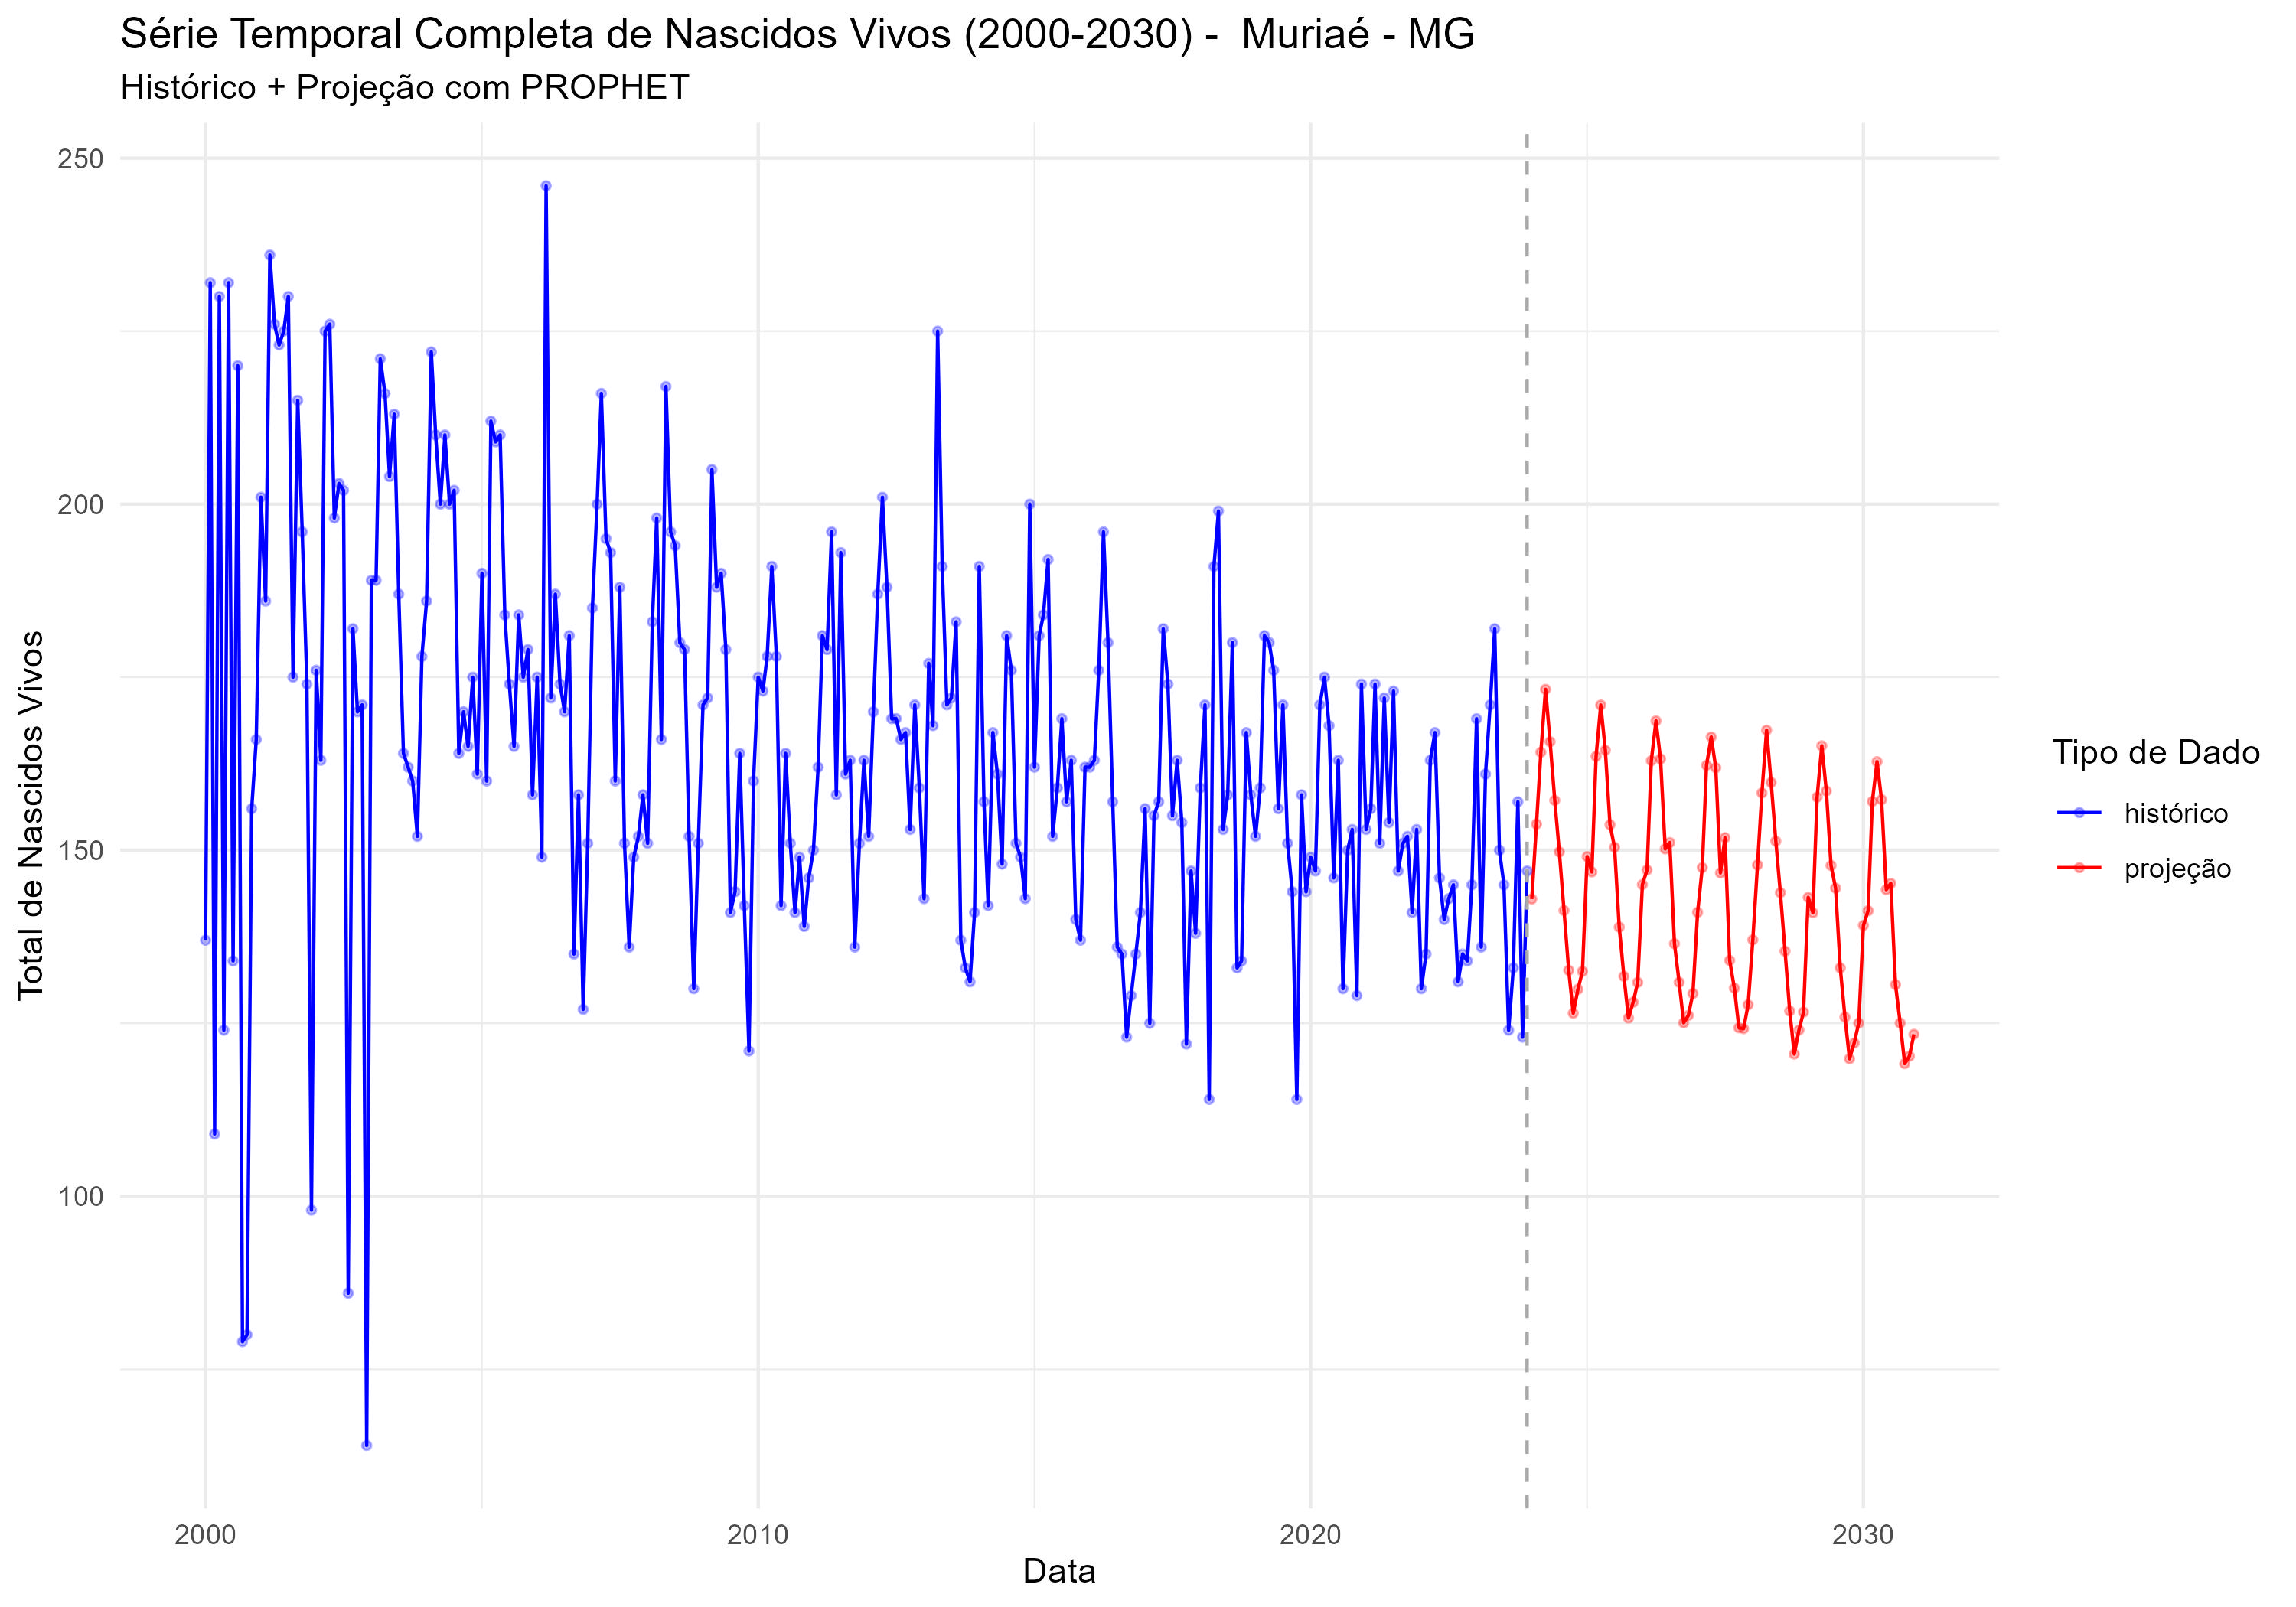 Série Temporal Completa de Nascidos Vivos (2000-2030) -  Muriaé - MG
Histórico + Projeção com PROPHET
Total de Nascidos Vivos
250
200
150
100
2000
2010
2020
2030
Data
Tipo de Dado
histórico
projeção